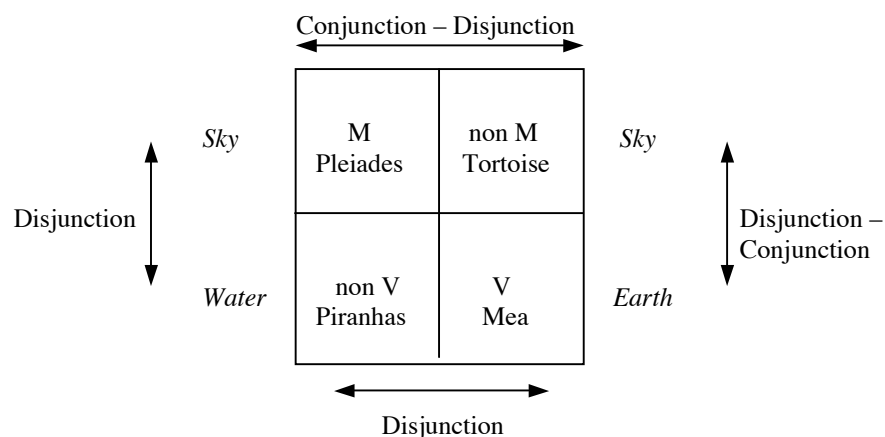 Conjunction – Disjunction
Sky
M
non M
Sky
Pleiades
Tortoise
Disjunction
Disjunction –
Conjunction
Water
non V
V
Earth
Piranhas
Mea
Disjunction